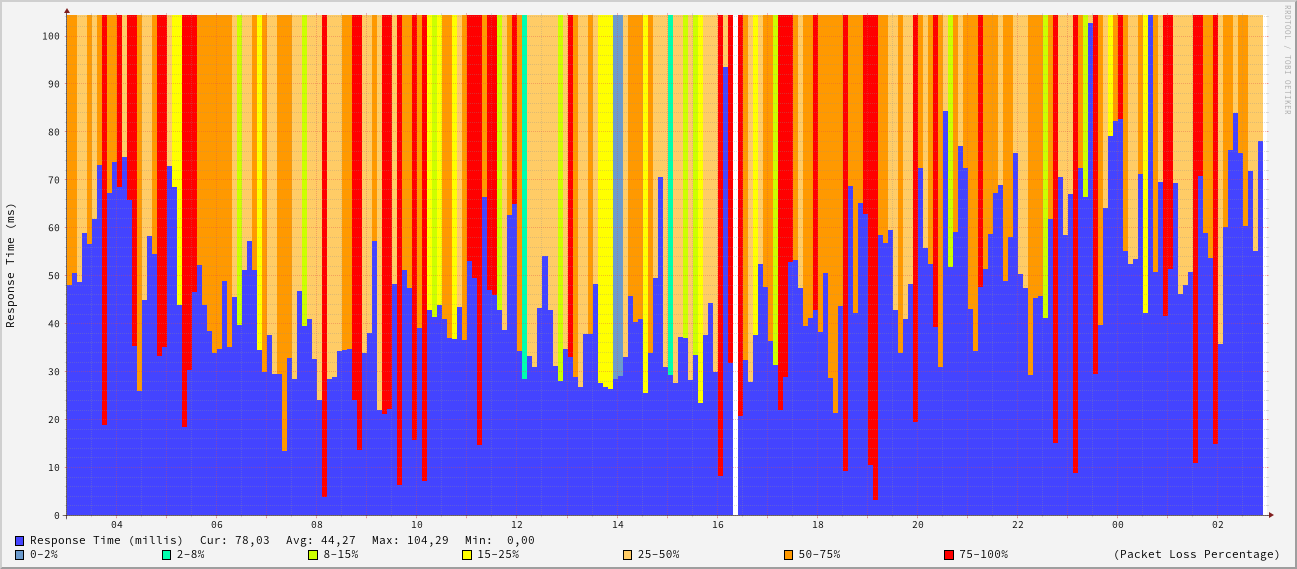 RRDTOOL / TOBI OETIKER
Response Time (ms)
100
90
80
70
60
50
40
30
20
10
0
04 06 08 10 12 14 16 18 20 22 00 02
Response Time (millis) Cur: 78,03 Avg: 44,27 Max: 104,29 Min: 0,00
0-2% 2-8% 8-15% 15-25% 25-50% 50-75% 75-100% (Packet Loss Percentage)